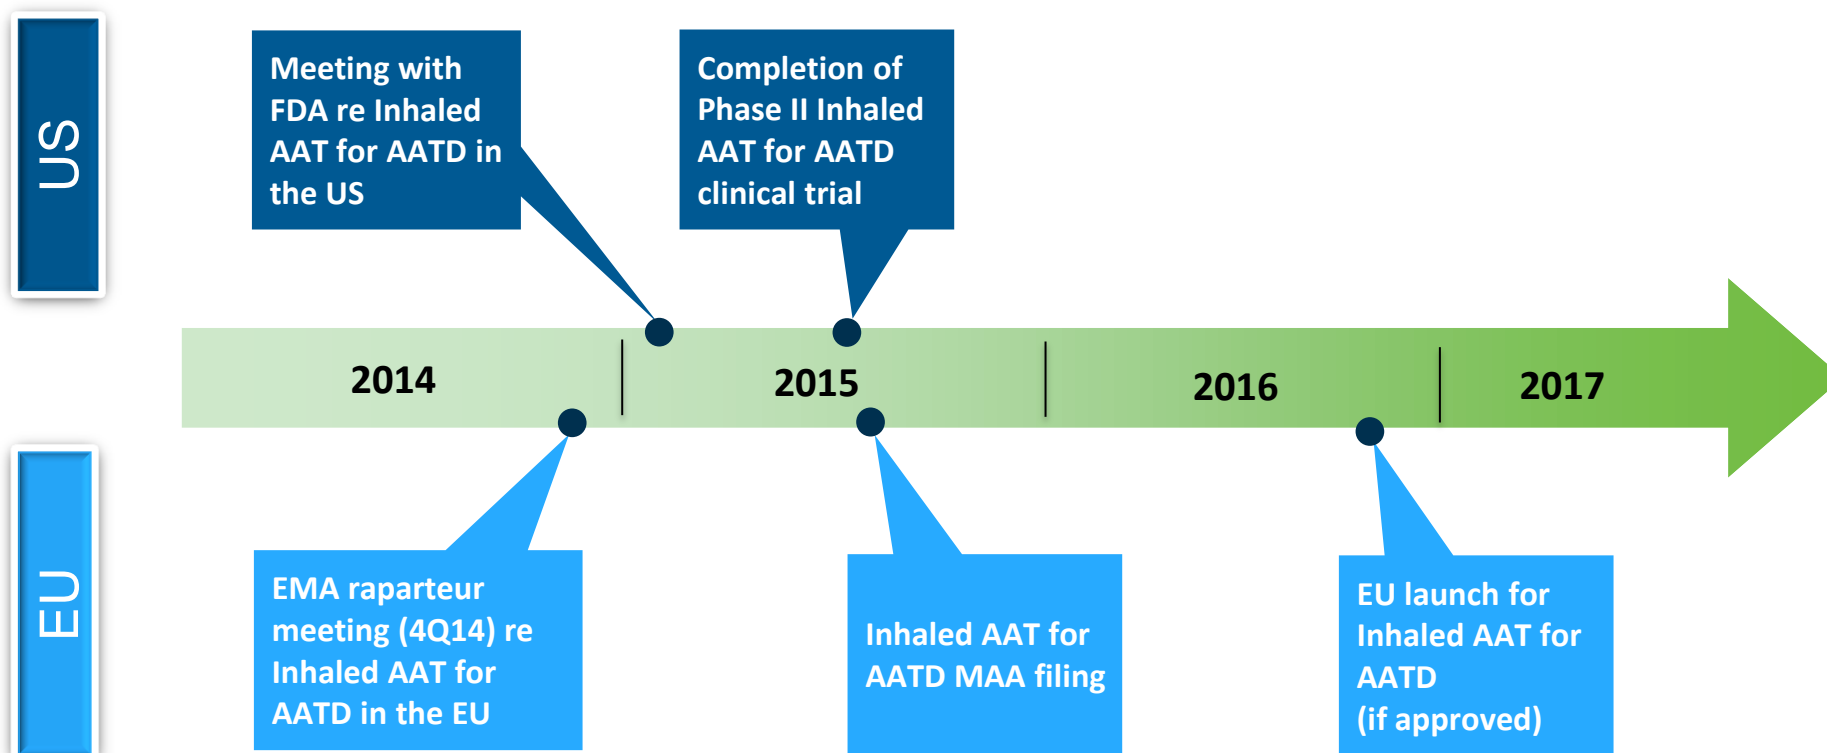 US
Meeting with
FDA re Inhaled
AAT for AATD in
the US
Completion of
Phase II Inhaled
AAT for AATD
clinical trial
2014
2015
2016
2017
EU
EMA raparteur
meeting (4Q14) re
Inhaled AAT for
AATD in the EU
Inhaled AAT for
AATD MAA filing
EU launch for
Inhaled AAT for
AATD
(if approved)